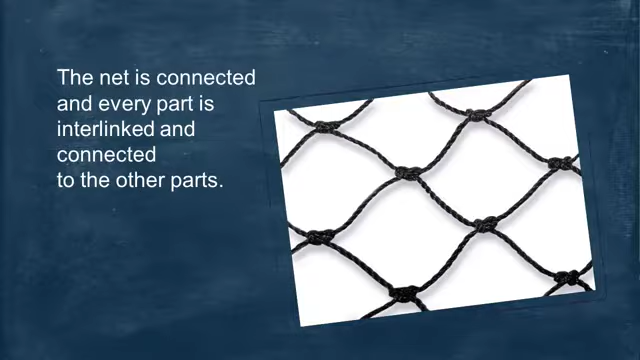 The net is connected
and every part is
interlinked and
connected
to the other parts.